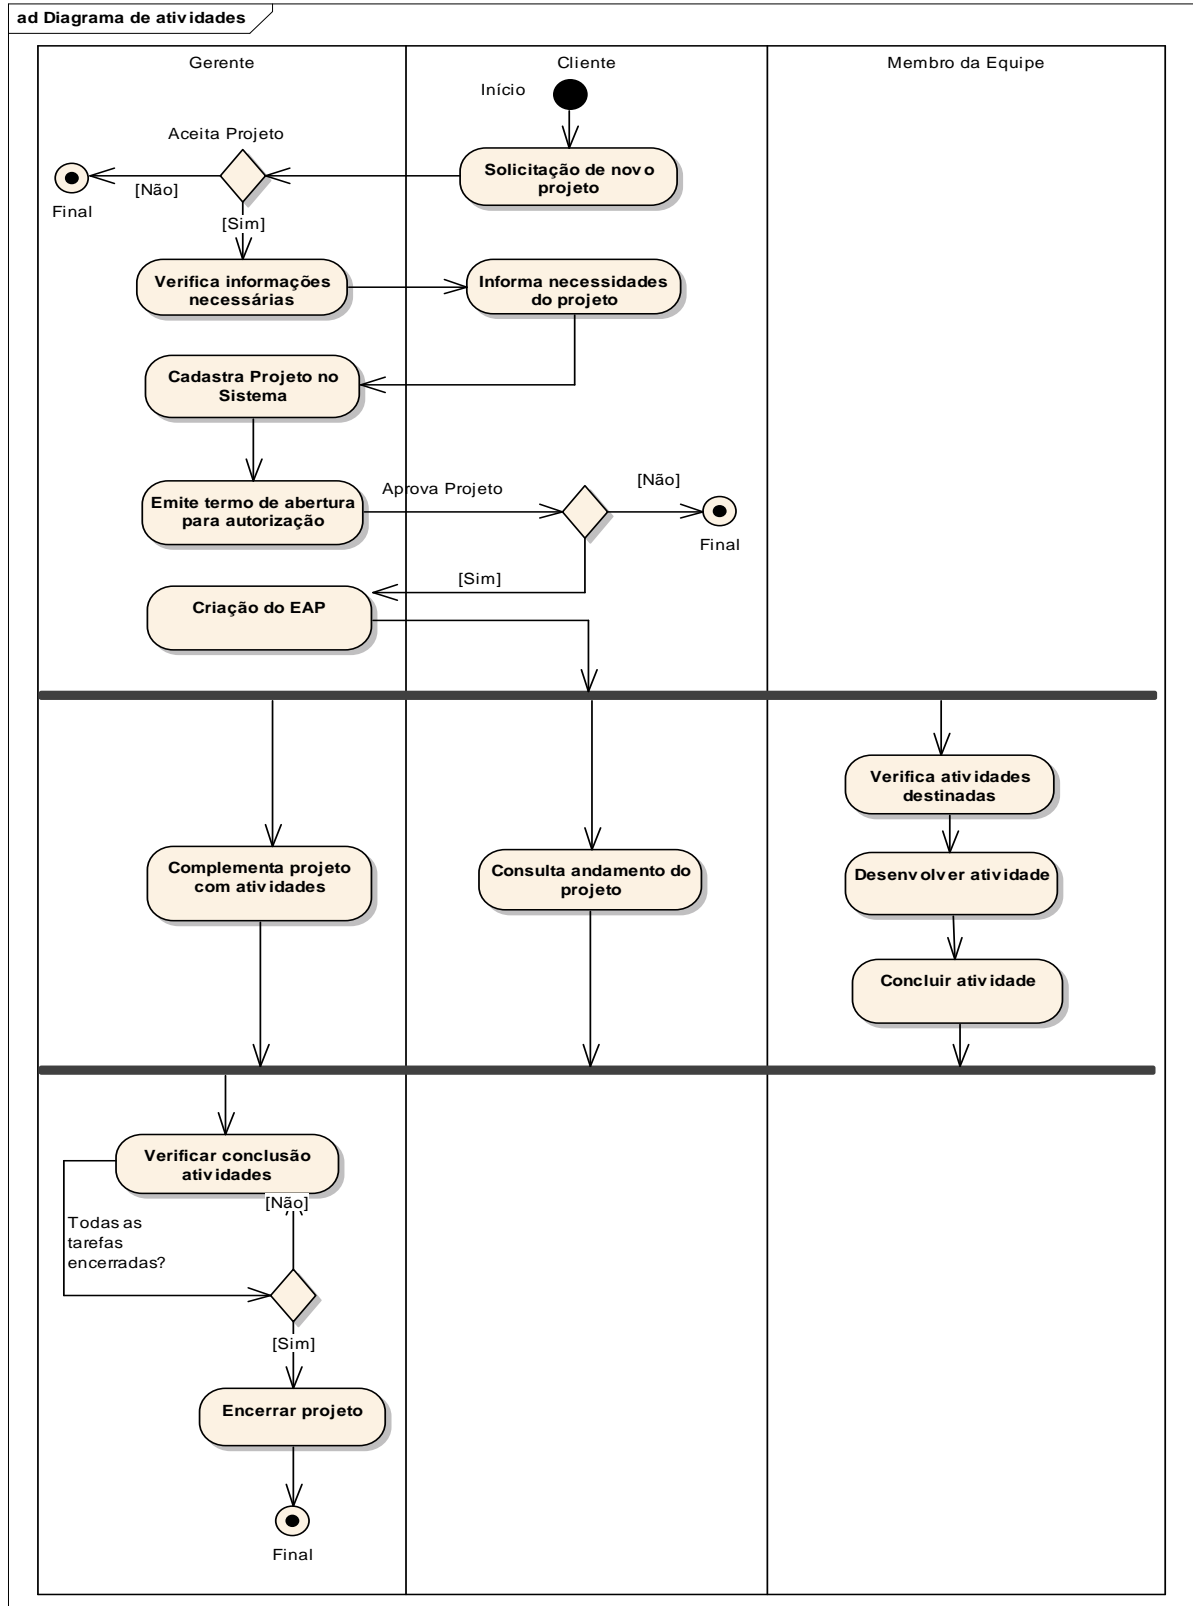 ad Diagrama de atividades
Gerente
Cliente
Membro da Equipe
Início
Aceita Projeto
Solicitação de novo
projeto
[Não]
Final
[Sim]
Verifica informações
necessárias
Informa necessidades
do projeto
Cadastra Projeto no
Sistema
Emite termo de abertura
para autorização
Aprova Projeto
[Não]
Final
[Sim]
Criação do EAP
Verifica atividades
destinadas
Complementa projeto
com atividades
Consulta andamento do
projeto
Desenvolver atividade
Concluir atividade
Verificar conclusão
atividades
[Não]
Todas as
tarefas
encerradas?
[Sim]
Encerrar projeto
Final